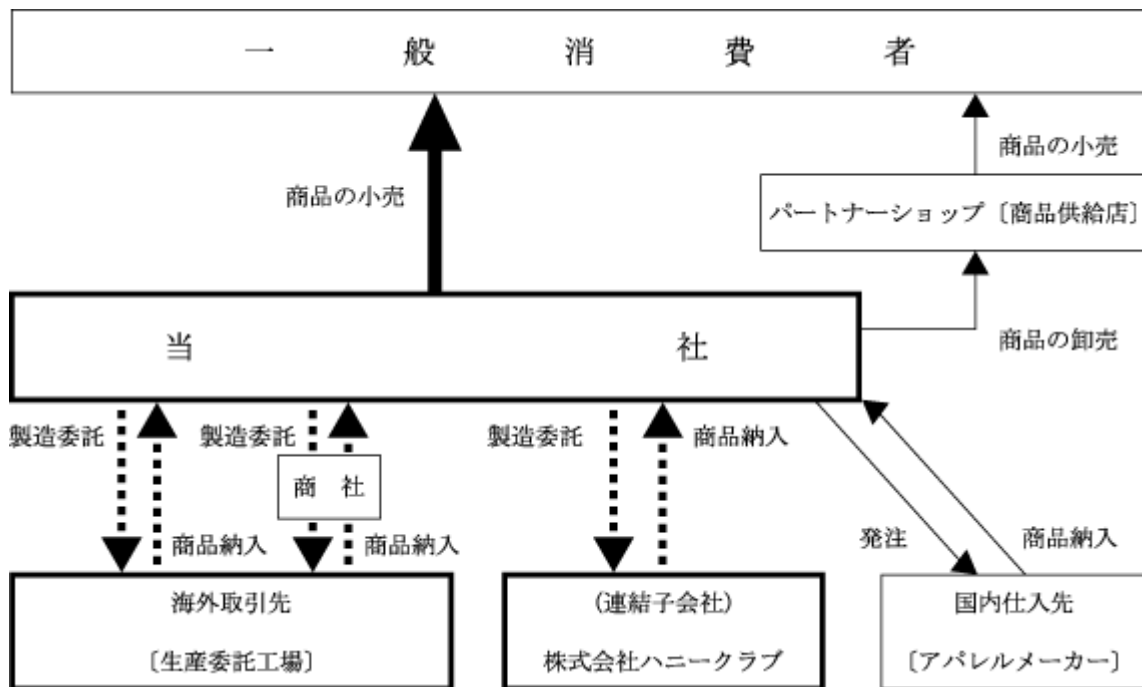 一般消費者
商品の小売
商品の小売
パートナーショップ〔商品供給店〕
当社
商品の卸売
製造委託
製造委託
製造委託
商品納入
商社
商品納入
商品納入
発注
商品納入
海外取引先
〔生産委託工場〕
(連結子会社)
株式会社ハニークラブ
国内仕入先
〔アパレルメーカー〕